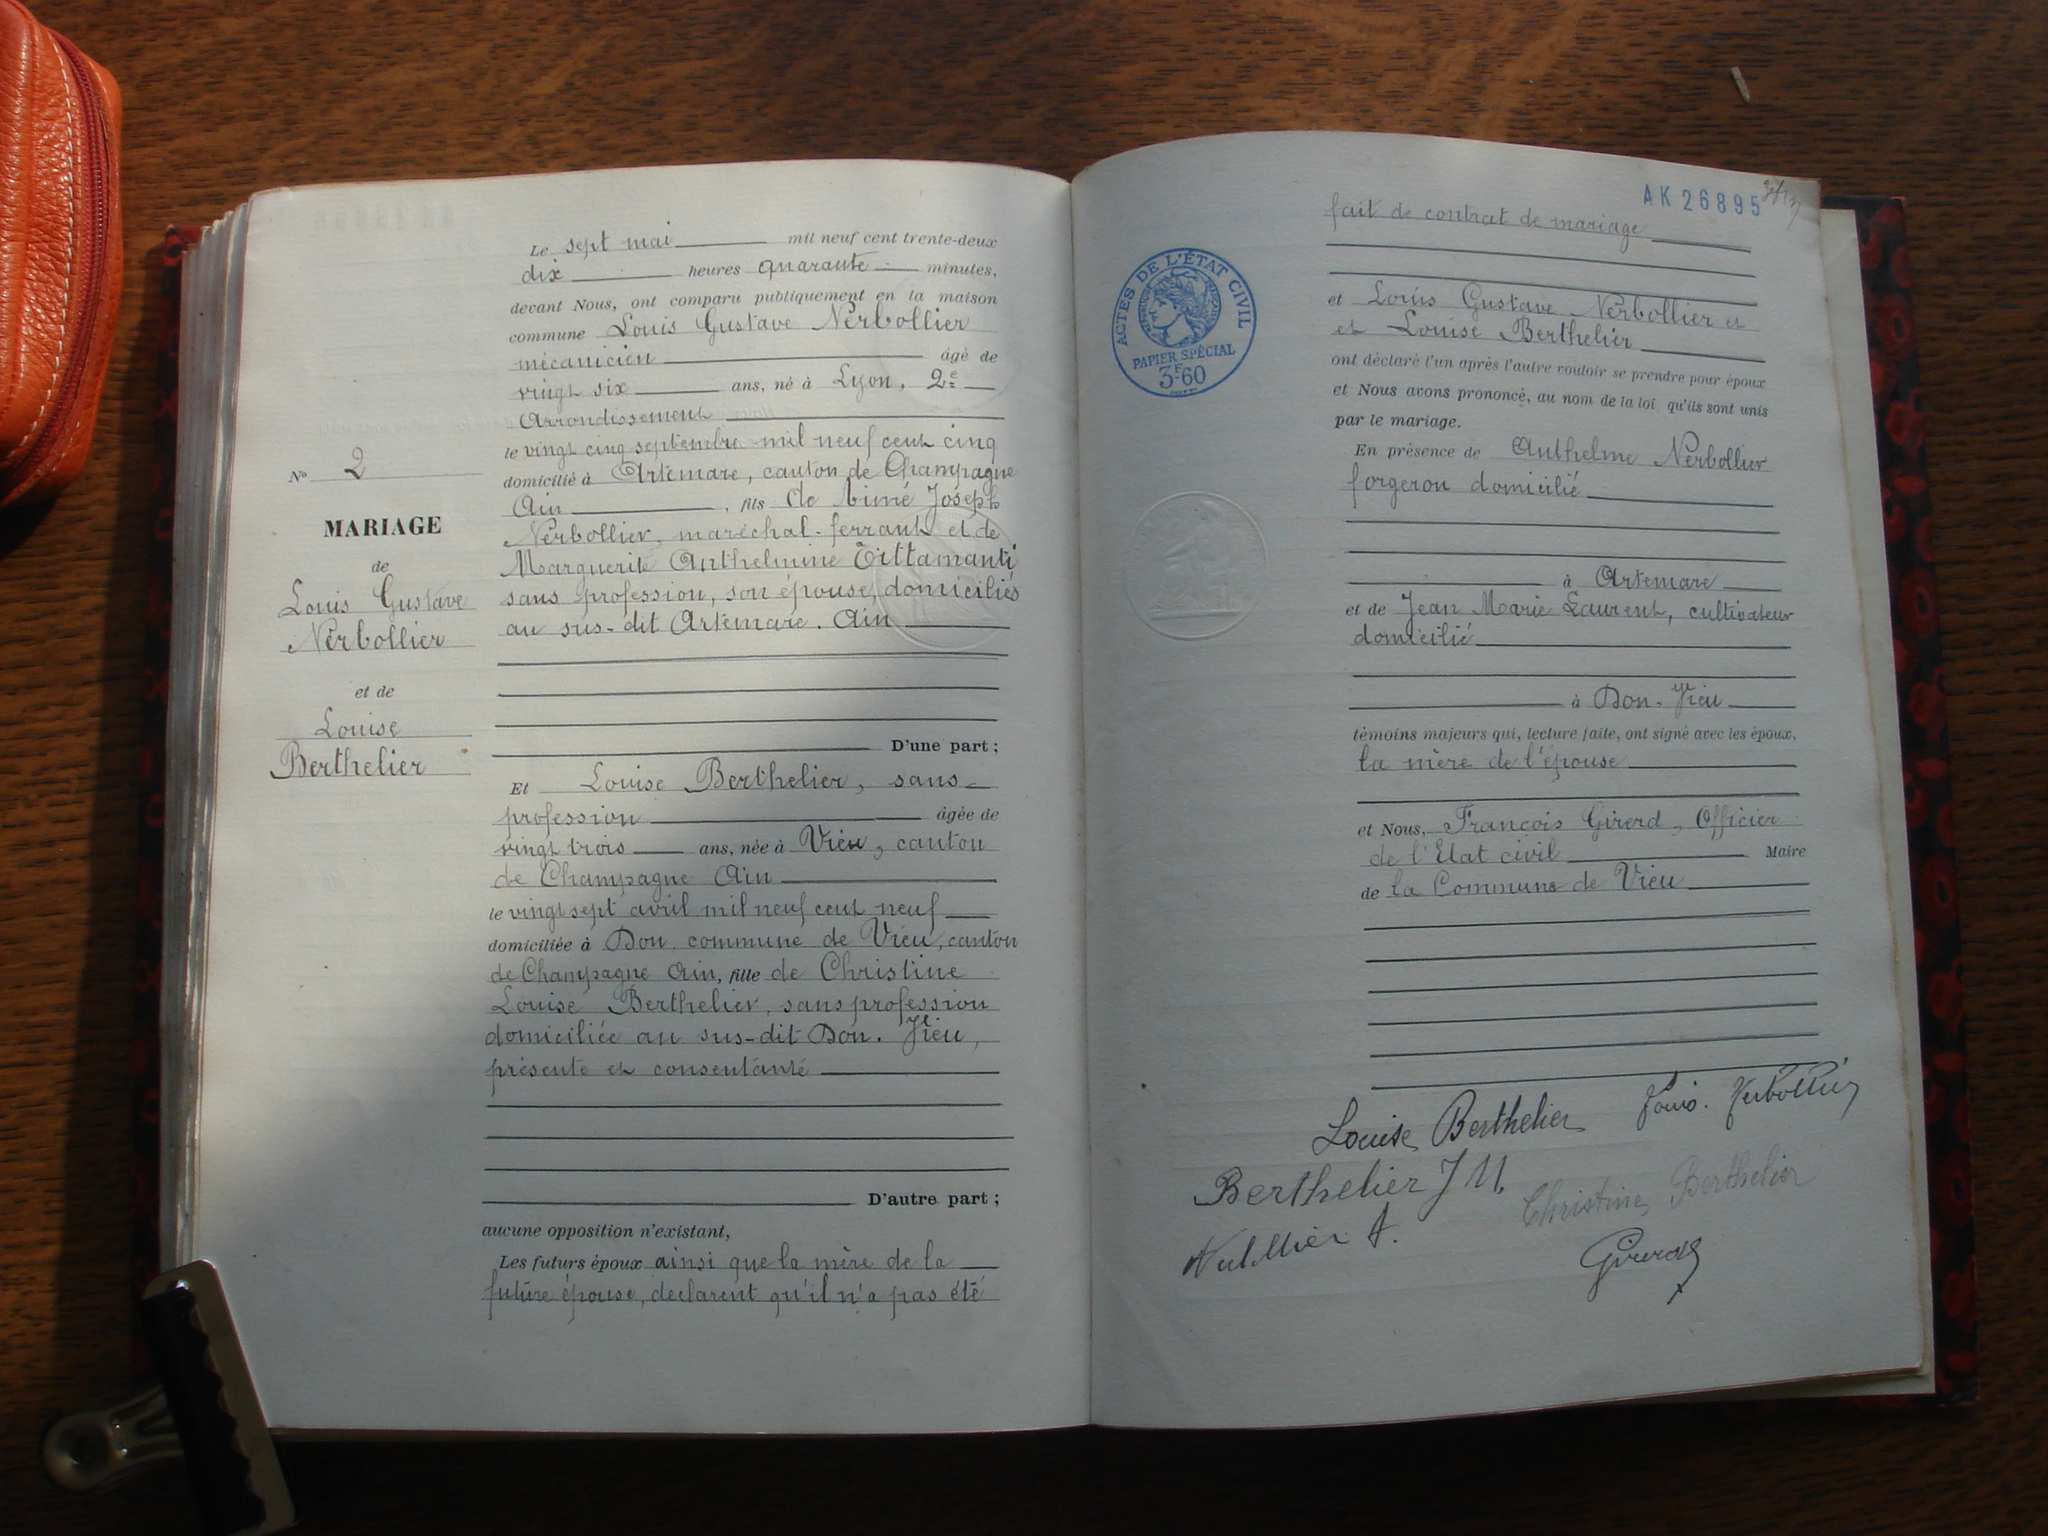 Le sept mai mil neuf cent trente-deux
dix heures quarante minutes,
devant Nous, ont comparu publiquement en la maison
commune Louis Gustave Nerbollier
mécanicien âgé de
vingt six ans, né à Lyon, 2e
Arrondissement
le vingt cinq septembre mil neuf cent cinq
domicilié à Artemare, canton de Champagne
Ain, fils de Aimé Joseph
Nerbollier, maréchal-ferrant et de
Marguerite Anthelmine Tittamanti
sans profession, son épouse, domiciliés
au sus-dit Artemare. Ain
D'une part ;
Et Louise Berthelier, sans
profession âgée de
vingt trois ans, née à Vieu, canton
de Champagne Ain
le vingt sept avril mil neuf cent neuf
domiciliée à Don commune de Vieu, canton
de Champagne Ain, fille de Christine
Louise Berthelier, sans profession
domiciliée au sus-dit Don. Vieu,
présente et consentante
D'autre part ;
aucune opposition n'existant,
Les futurs époux ainsi que la mère de la
future épouse, déclarent qu'il n'a pas été
No 2
MARIAGE
de
Louis Gustave
Nerbollier
et de
Louise
Berthelier
AK 26895
fait de contrat de mariage
ACTES DE L'ÉTAT CIVIL
PAPIER SPÉCIAL
3F60
et Louis Gustave Nerbollier et
et Louise Berthelier
ont déclaré l'un après l'autre vouloir se prendre pour époux
et Nous avons prononcé, au nom de la loi qu'ils sont unis
par le mariage.
En présence de Anthelme Nerbollier
forgeron domicilié
à Artemare
et de Jean Marie Laurent, cultivateur
domicilié
à Don. Vieu
témoins majeurs qui, lecture faite, ont signé avec les époux,
la mère de l'épouse
et Nous, François Girerd, Officier
de l'Etat civil Maire
de la Commune de Vieu
Louise Berthelier Louis. Nerbollier
Berthelier J M. Christine Berthelier
Nerbollier A. Girerd